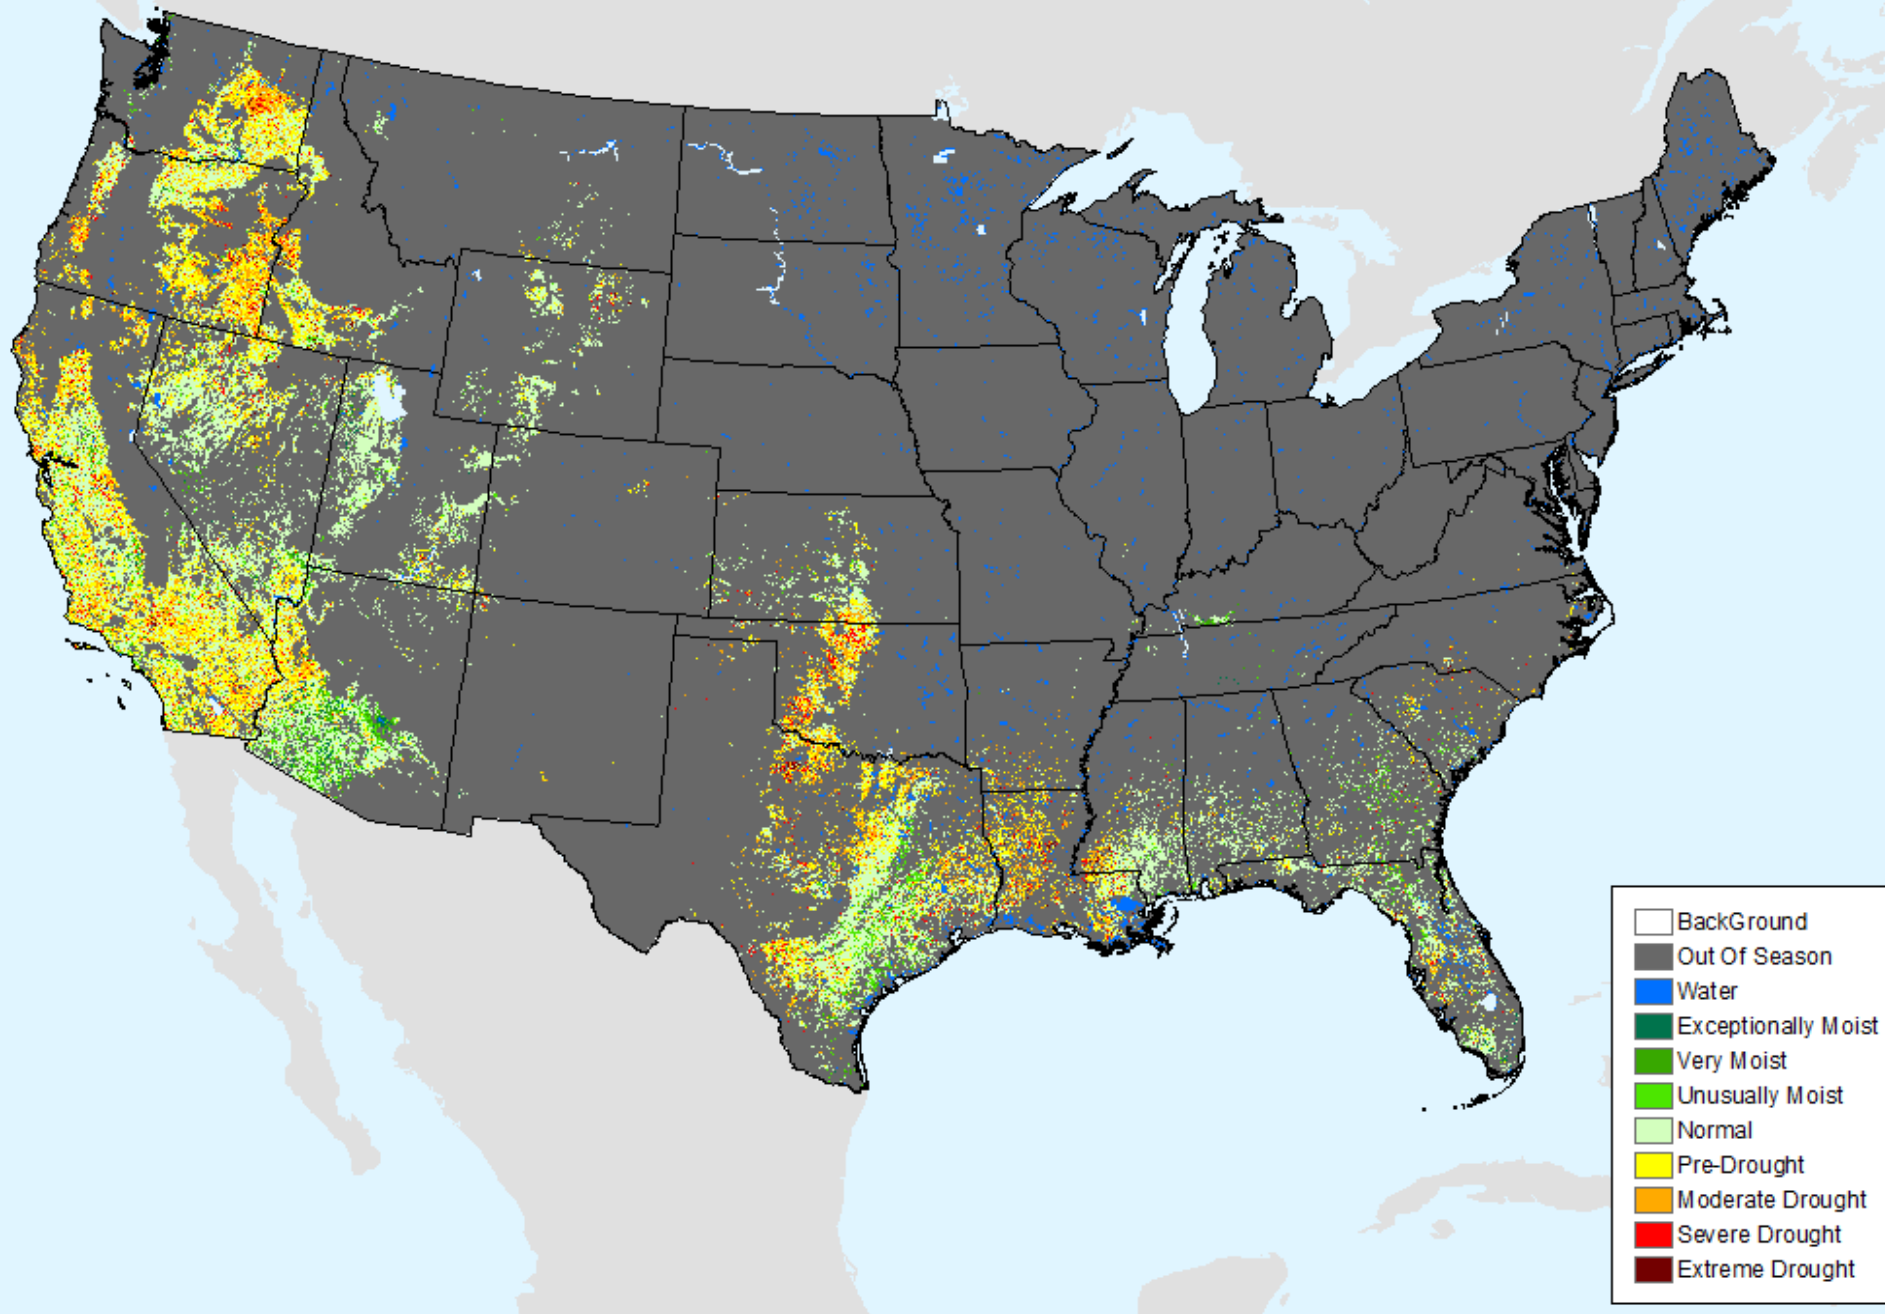 BackGround
Out Of Season
Water
Exceptionally Moist
Very Moist
Unusually Moist
Normal
Pre-Drought
Moderate Drought
Severe Drought
Extreme Drought